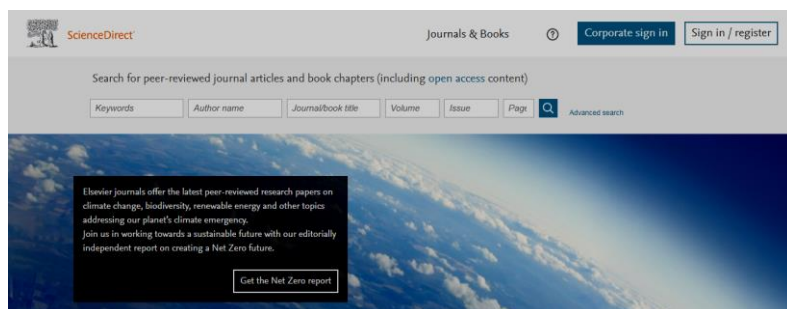 ScienceDirect®
Journals & Books
?
Corporate sign in
Sign in / register
Search for peer-reviewed journal articles and book chapters (including open access content)
Keywords
Author name
Journal/book title
Volume
Issue
Page
Advanced search
Elsevier journals offer the latest peer-reviewed research papers on
climate change, biodiversity, renewable energy and other topics
addressing our planet's climate emergency.
Join us in working towards a sustainable future with our editorially
independent report on creating a Net Zero future.
Get the Net Zero report